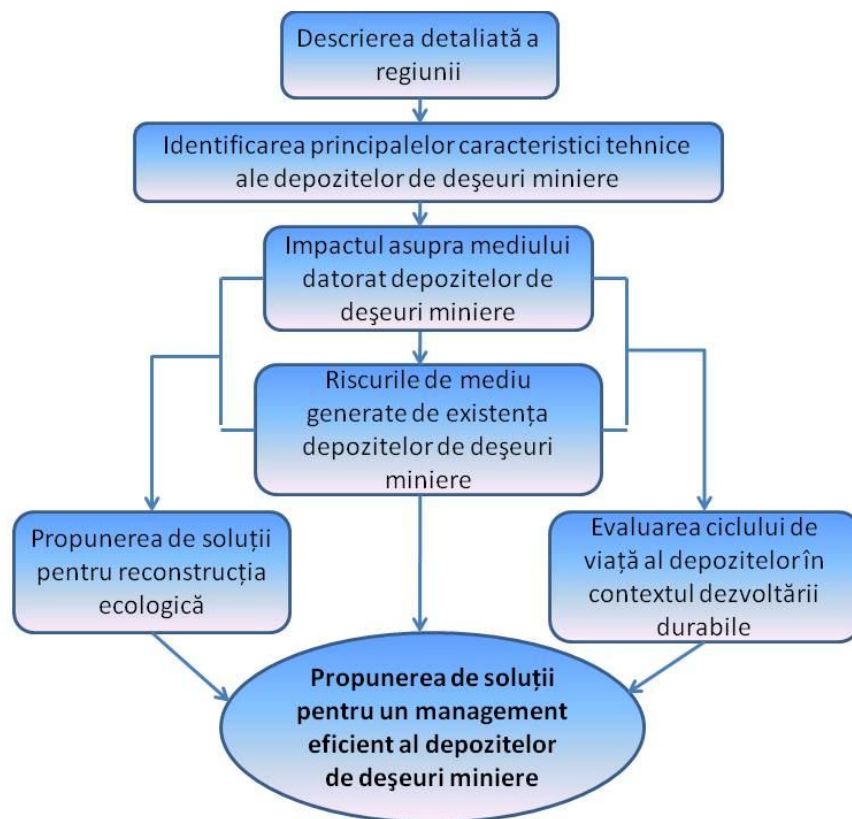 Descrierea detaliată a
regiunii
Identificarea principalelor caracteristici tehnice
ale depozitelor de deşeuri miniere
Impactul asupra mediului
datorat depozitelor de
deşeuri miniere
Riscurile de mediu
generate de existența
depozitelor de deşeuri
miniere
Propunerea de soluții
pentru reconstrucția
ecologică
Evaluarea ciclului de
viață al depozitelor în
contextul dezvoltării
durabile
Propunerea de soluții
pentru un management
eficient al depozitelor
de deşeuri miniere